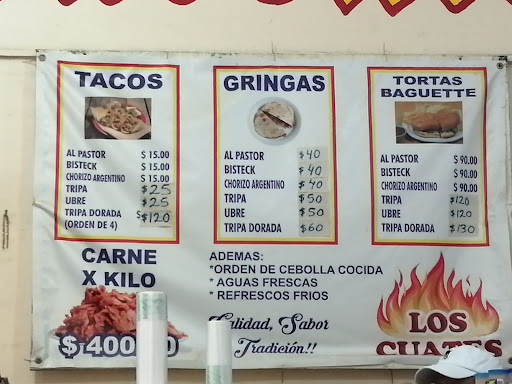 TACOS
AL PASTOR $ 15.00
BISTECK $ 15.00
CHORIZO ARGENTINO $ 15.00
TRIPA $25
UBRE $25
TRIPA DORADA $120
(ORDEN DE 4)
CARNE
X KILO
GRINGAS
AL PASTOR $40
BISTECK $40
CHORIZO ARGENTINO $40
TRIPA $50
UBRE $50
TRIPA DORADA $60
ADEMAS:
*ORDEN DE CEBOLLA COCIDA
* AGUAS FRESCAS
* REFRESCOS FRIOS
Calidad, Sabor
Tradición.!!
TORTAS
BAGUETTE
AL PASTOR $ 90.00
BISTECK $ 90.00
CHORIZO ARGENTINO $ 90.00
TRIPA $120
UBRE $120
TRIPA DORADA $130
LOS
CUATES